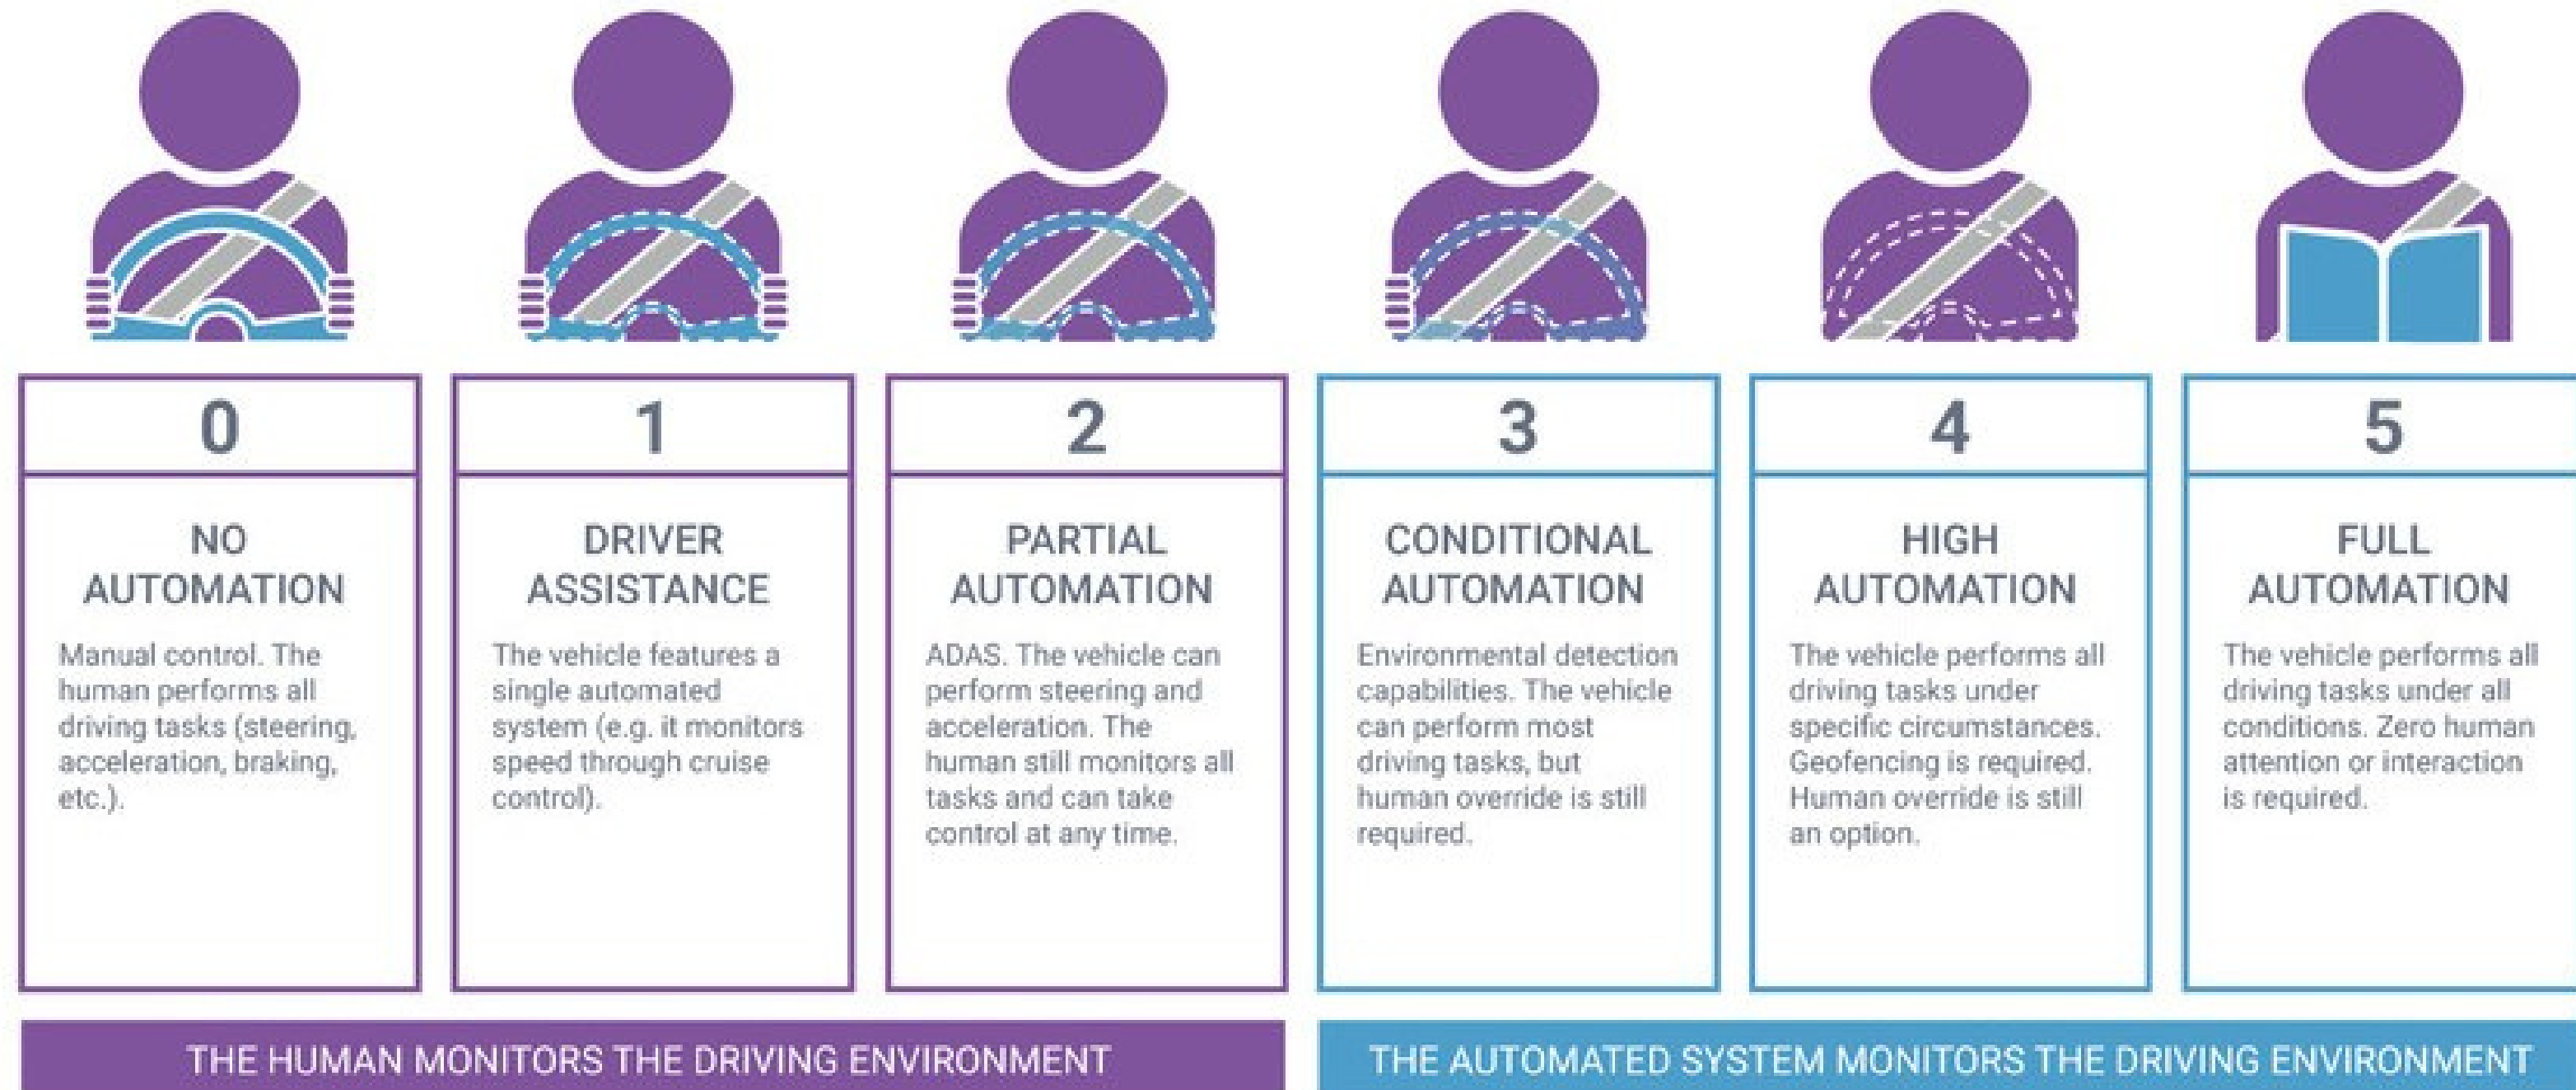 0
NO
AUTOMATION
Manual control. The
human performs all
driving tasks (steering,
acceleration, braking,
etc.).
1
DRIVER
ASSISTANCE
The vehicle features a
single automated
system (e.g. it monitors
speed through cruise
control).
2
PARTIAL
AUTOMATION
ADAS. The vehicle can
perform steering and
acceleration. The
human still monitors all
tasks and can take
control at any time.
3
CONDITIONAL
AUTOMATION
Environmental detection
capabilities. The vehicle
can perform most
driving tasks, but
human override is still
required.
4
HIGH
AUTOMATION
The vehicle performs all
driving tasks under
specific circumstances.
Geofencing is required.
Human override is still
an option.
5
FULL
AUTOMATION
The vehicle performs all
driving tasks under all
conditions. Zero human
attention or interaction
is required.
THE HUMAN MONITORS THE DRIVING ENVIRONMENT
THE AUTOMATED SYSTEM MONITORS THE DRIVING ENVIRONMENT